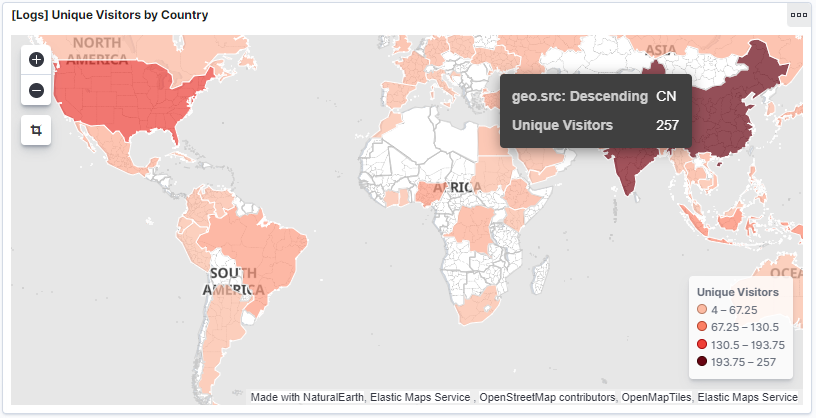 [Logs] Unique Visitors by Country
NORTH
AMERICA
ASIA
geo.src: Descending CN
Unique Visitors 257
AFRICA
SOUTH
AMERICA
OCEA
Unique Visitors
4 – 67.25
67.25 – 130.5
130.5 – 193.75
193.75 – 257
Made with NaturalEarth, Elastic Maps Service , OpenStreetMap contributors, OpenMapTiles, Elastic Maps Service